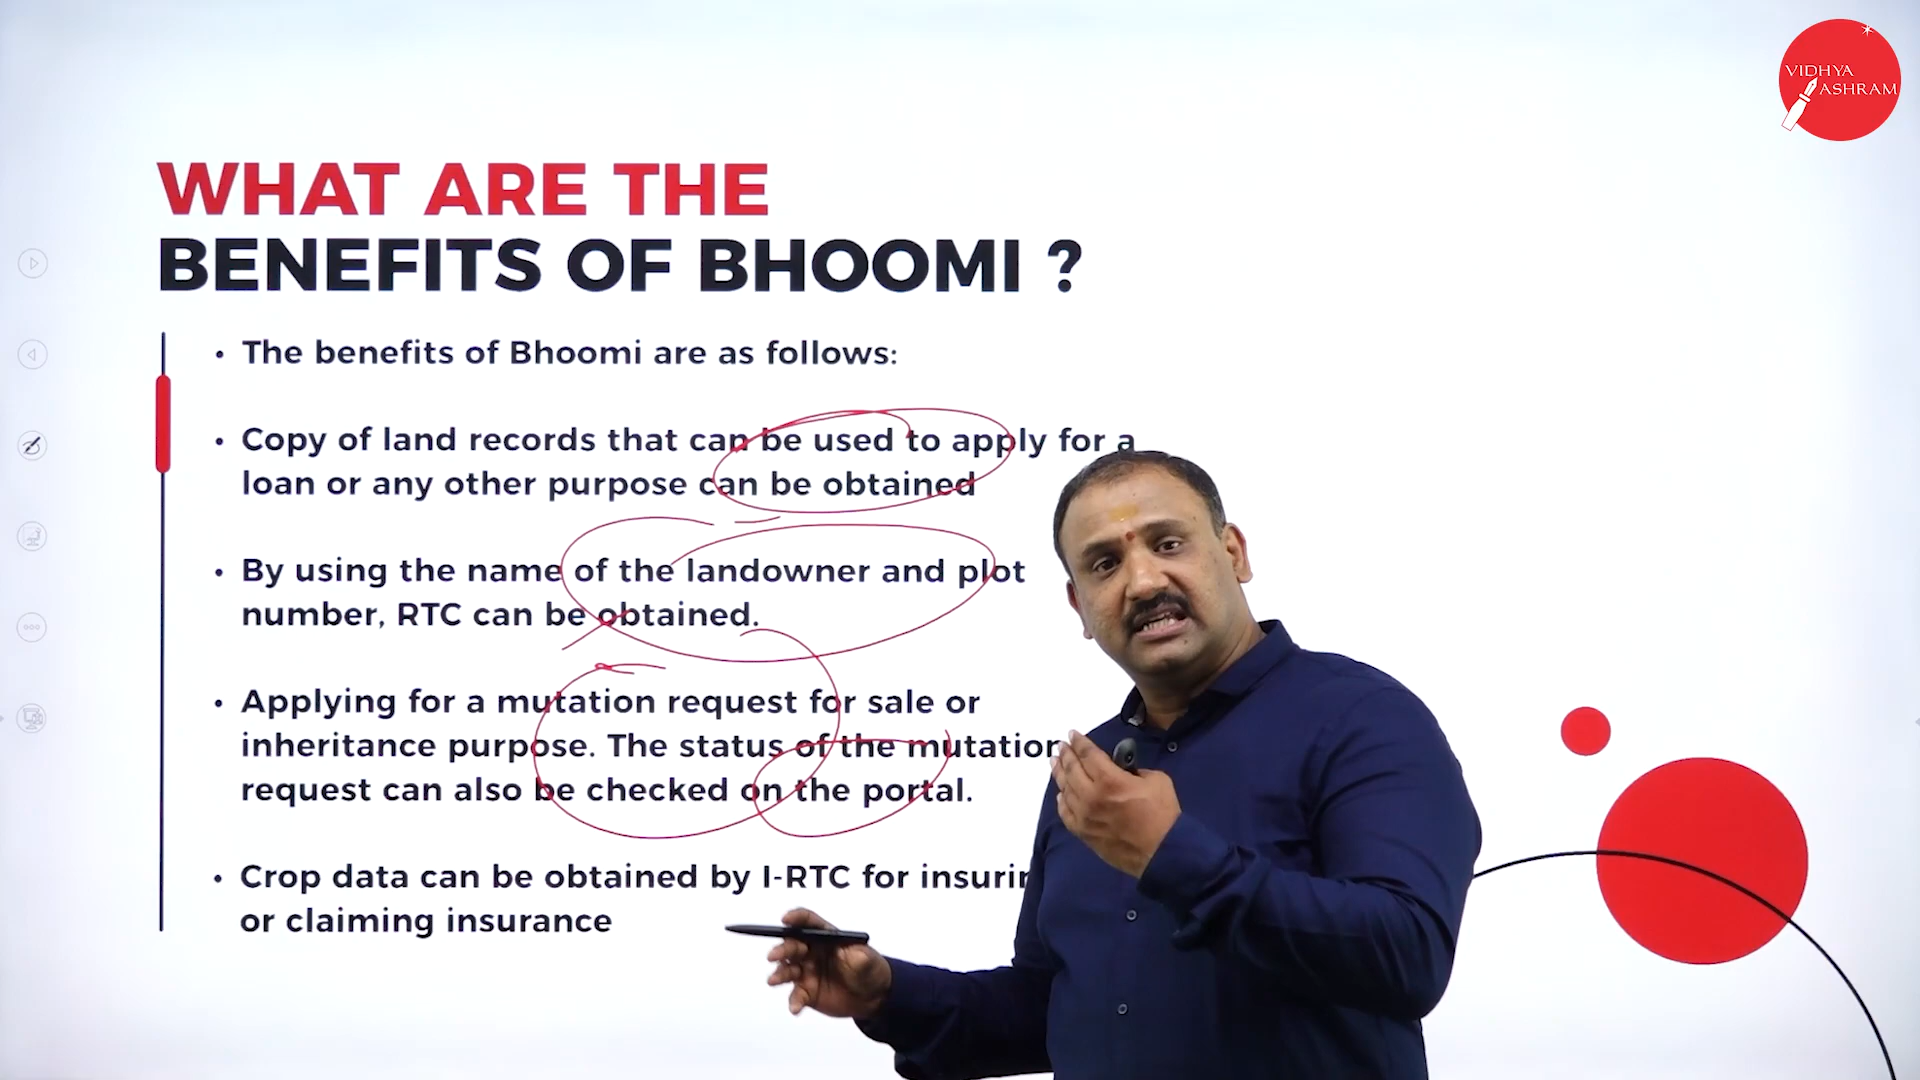 VIDHYA
ASHRAM
WHAT ARE THE
BENEFITS OF BHOOMI ?
• The benefits of Bhoomi are as follows:
• Copy of land records that can be used to apply for a
loan or any other purpose can be obtained
• By using the name of the landowner and plot
number, RTC can be obtained.
• Applying for a mutation request for sale or
inheritance purpose. The status of the mutation
request can also be checked on the portal.
• Crop data can be obtained by I-RTC for
or claiming insurance